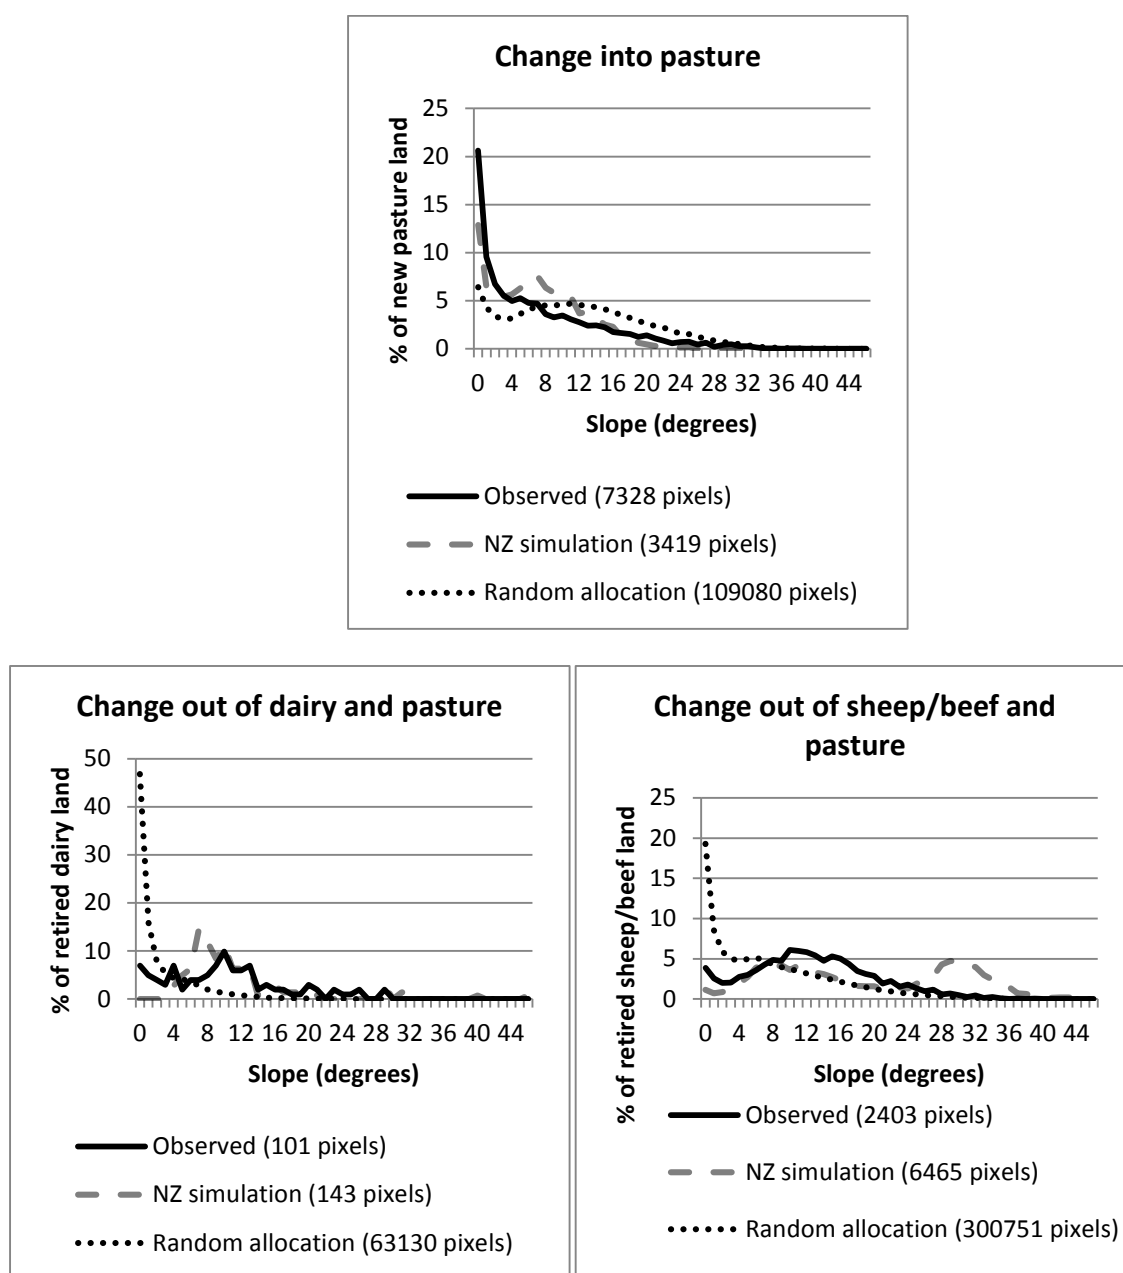 Change into pasture
% of new pasture land
25
20
15
10
5
0
0 4 8 12 16 20 24 28 32 36 40 44
Slope (degrees)
Observed (7328 pixels)
NZ simulation (3419 pixels)
Random allocation (109080 pixels)
Change out of dairy and pasture
% of retired dairy land
50
40
30
20
10
0
0 4 8 12 16 20 24 28 32 36 40 44
Slope (degrees)
Observed (101 pixels)
NZ simulation (143 pixels)
Random allocation (63130 pixels)
Change out of sheep/beef and
pasture
% of retired sheep/beef land
25
20
15
10
5
0
0 4 8 12 16 20 24 28 32 36 40 44
Slope (degrees)
Observed (2403 pixels)
NZ simulation (6465 pixels)
Random allocation (300751 pixels)